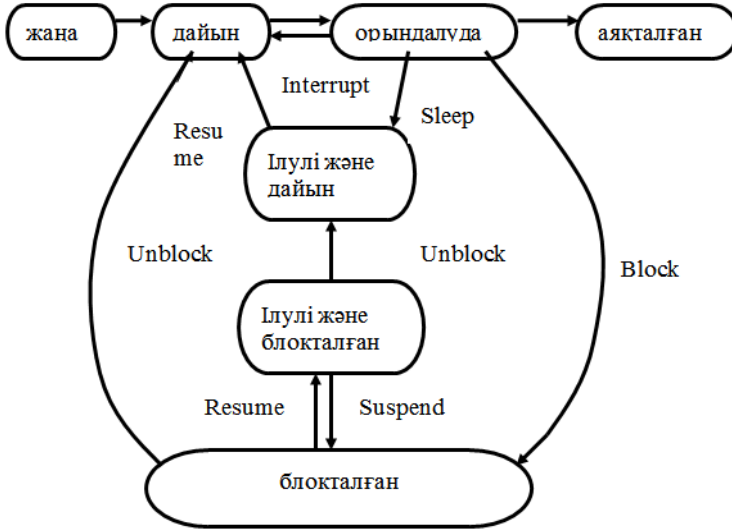 жаңа
дайын
орындалуда
аяқталған
Interrupt
Sleep
Resu
me
Ілулі және
дайын
Unblock
Unblock
Block
Ілулі және
блокталған
Resume
Suspend
блокталған